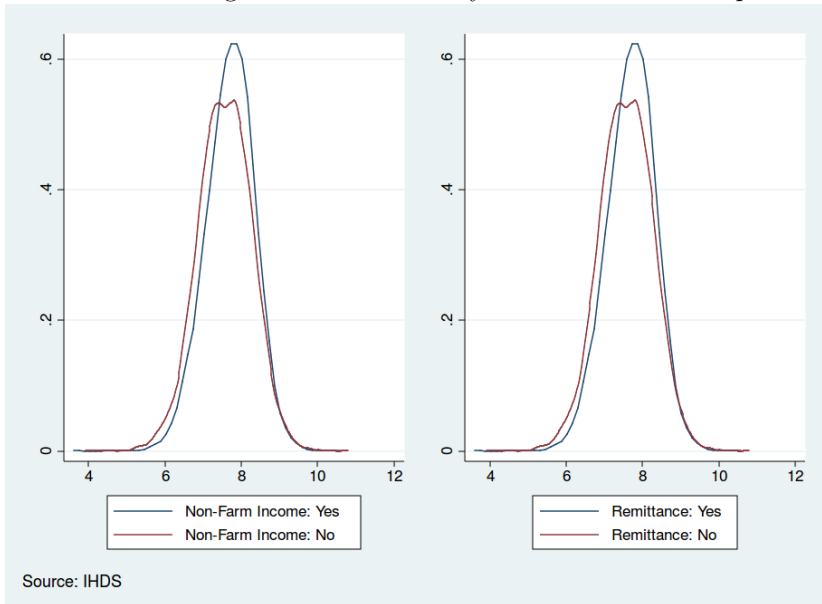 0 .2 .4 .6
4 6 8 10 12
Non-Farm Income: Yes
Non-Farm Income: No
0 .2 .4 .6
4 6 8 10 12
Remittance: Yes
Remittance: No
Source: IHDS